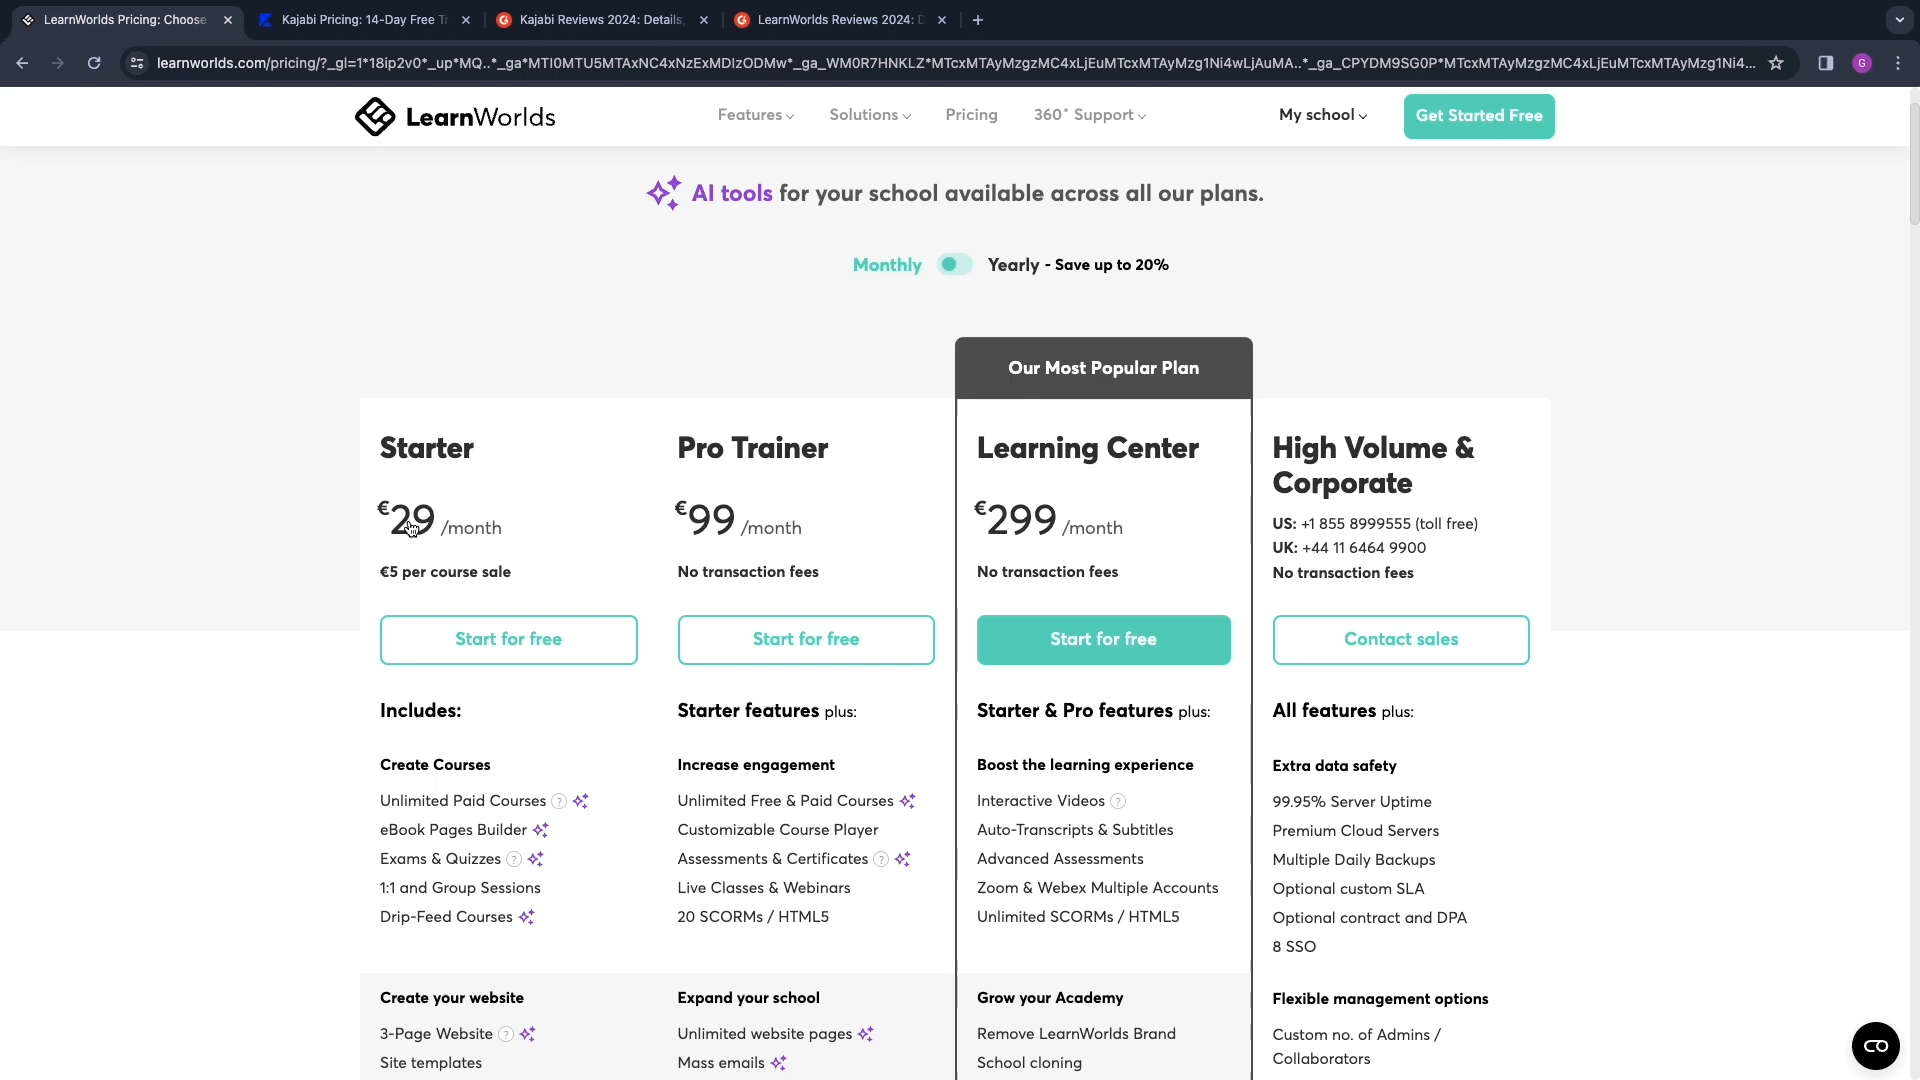 LearnWorlds Pricing: Choose
Kajabi Pricing: 14-Day Free T
Kajabi Reviews 2024: Details,
LearnWorlds Reviews 2024: D
learnworlds.com/pricing/?_gl=1*18ip2v0*_up*MQ..*_ga*MTI0MTU5MTAxNC4xNzExMDIzODMw*_ga_WM0R7HNKLZ*MTcxMTAyMzgzMC4xLjEuMTcxMTAyMzg1Ni4wLjAuMA..*_ga_CPYDM9SG0P*MTcxMTAyMzgzMC4xLjEuMTcxMTAyMzg1Ni4...
G
LearnWorlds
Features
Solutions
Pricing
360° Support
My school
Get Started Free
AI tools for your school available across all our plans.
Monthly
Yearly - Save up to 20%
Our Most Popular Plan
Starter
€29 /month
€5 per course sale
Start for free
Includes:
Create Courses
Unlimited Paid Courses ?
eBook Pages Builder
Exams & Quizzes ?
1:1 and Group Sessions
Drip-Feed Courses
Create your website
3-Page Website ?
Site templates
Pro Trainer
€99 /month
No transaction fees
Start for free
Starter features plus:
Increase engagement
Unlimited Free & Paid Courses
Customizable Course Player
Assessments & Certificates ?
Live Classes & Webinars
20 SCORMs / HTML5
Expand your school
Unlimited website pages
Mass emails
Learning Center
€299 /month
No transaction fees
Start for free
Starter & Pro features plus:
Boost the learning experience
Interactive Videos ?
Auto-Transcripts & Subtitles
Advanced Assessments
Zoom & Webex Multiple Accounts
Unlimited SCORMs / HTML5
Grow your Academy
Remove LearnWorlds Brand
School cloning
High Volume &
Corporate
US: +1 855 8999555 (toll free)
UK: +44 11 6464 9900
No transaction fees
Contact sales
All features plus:
Extra data safety
99.95% Server Uptime
Premium Cloud Servers
Multiple Daily Backups
Optional custom SLA
Optional contract and DPA
8 SSO
Flexible management options
Custom no. of Admins /
Collaborators